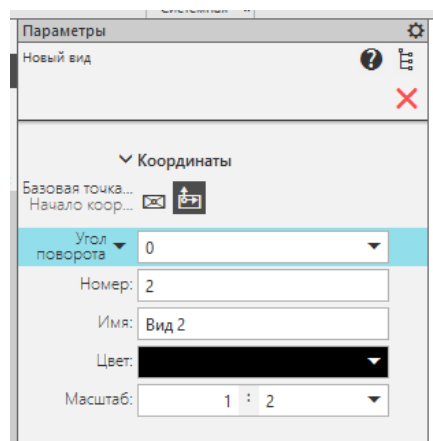 Параметры
Новый вид
Координаты
Базовая точка...
Начало коор...
Угол
поворота
0
Номер: 2
Имя: Вид 2
Цвет:
Масштаб: 1 : 2